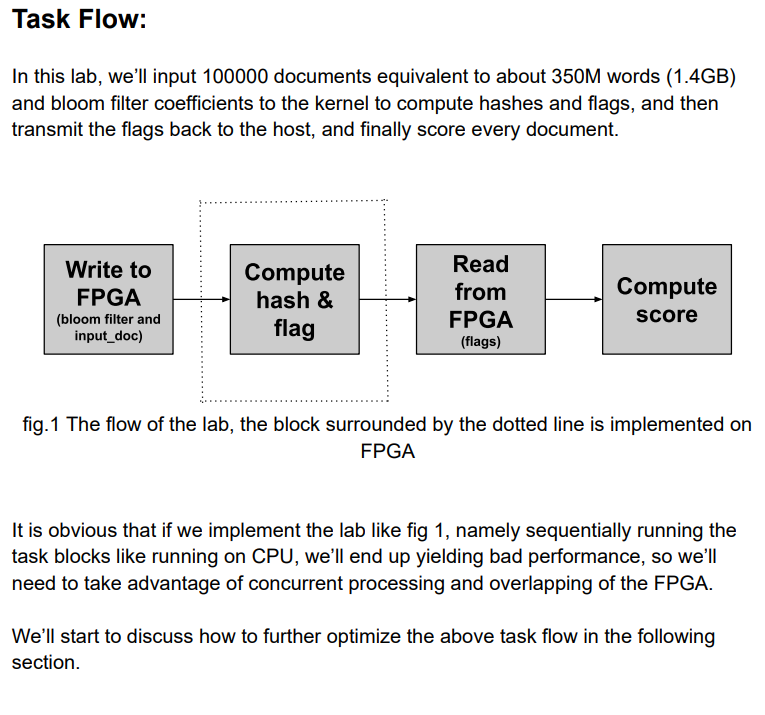 Task Flow:
In this lab, we’ll input 100000 documents equivalent to about 350M words (1.4GB)
and bloom filter coefficients to the kernel to compute hashes and flags, and then
transmit the flags back to the host, and finally score every document.
Write to
FPGA
(bloom filter and
input_doc)
Compute
hash &
flag
Read
from
FPGA
(flags)
Compute
score
fig.1 The flow of the lab, the block surrounded by the dotted line is implemented on
FPGA
It is obvious that if we implement the lab like fig 1, namely sequentially running the
task blocks like running on CPU, we’ll end up yielding bad performance, so we’ll
need to take advantage of concurrent processing and overlapping of the FPGA.
We’ll start to discuss how to further optimize the above task flow in the following
section.